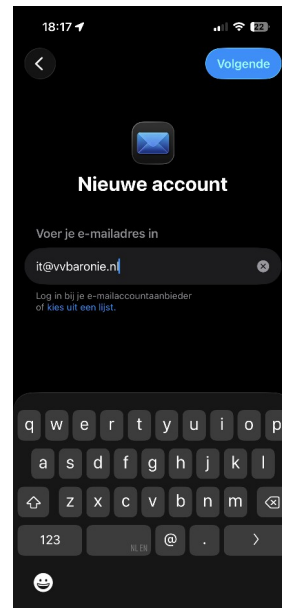 18:17
22
Volgende
Nieuwe account
Voer je e-mailadres in
it@vvbaronie.nl
Log in bij je e-mailaccountaanbieder
of kies uit een lijst.
q w e r t y u i o p
a s d f g h j k l
z x c v b n m
123 NL EN @ .